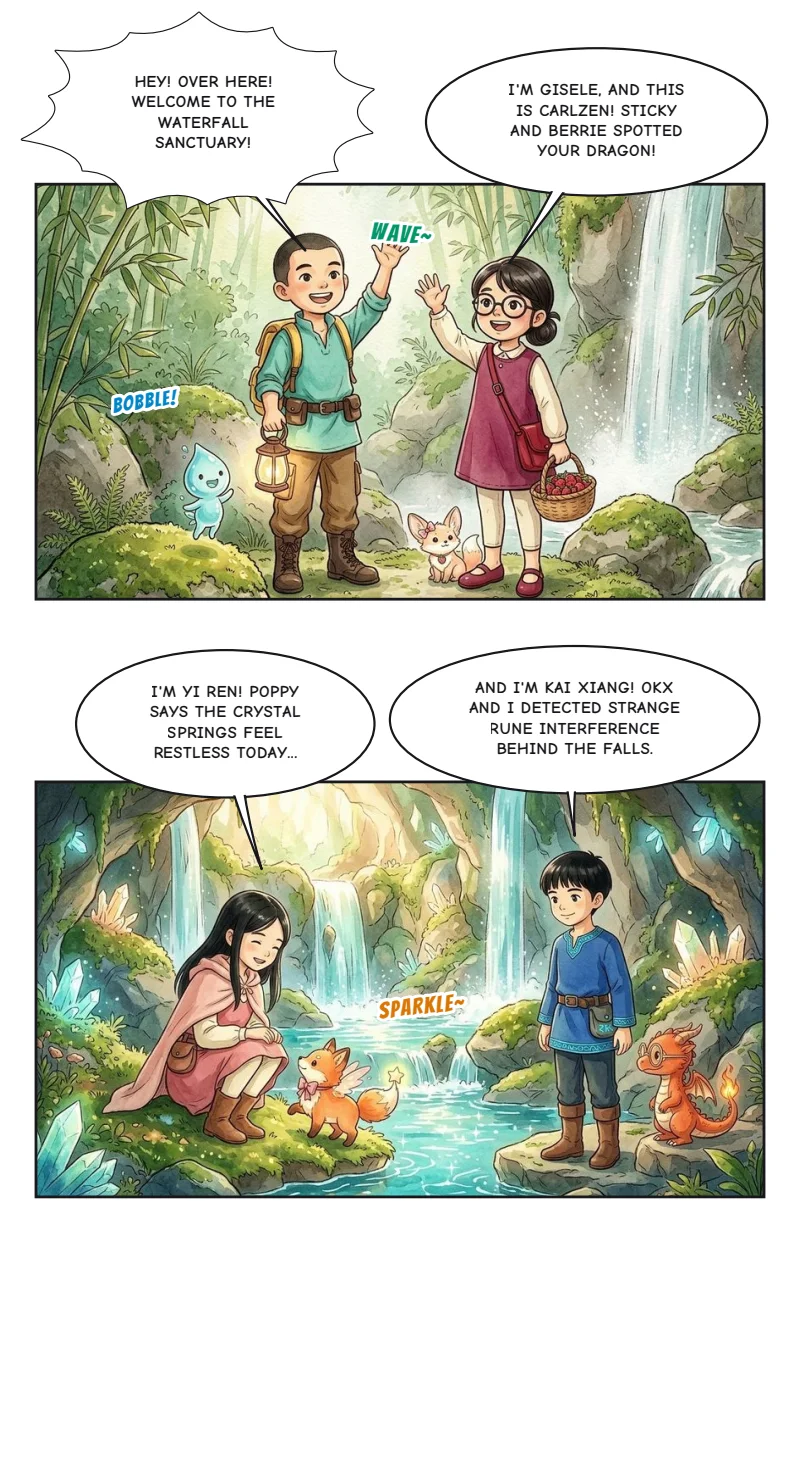 HEY! OVER HERE!
WELCOME TO THE
WATERFALL
SANCTUARY!
I'M GISELE, AND THIS
IS CARLZEN! STICKY
AND BERRIE SPOTTED
YOUR DRAGON!
WAVE~
BOBBLE!
I'M YI REN! POPPY
SAYS THE CRYSTAL
SPRINGS FEEL
RESTLESS TODAY...
AND I'M KAI XIANG! OKX
AND I DETECTED STRANGE
RUNE INTERFERENCE
BEHIND THE FALLS.
SPARKLE~